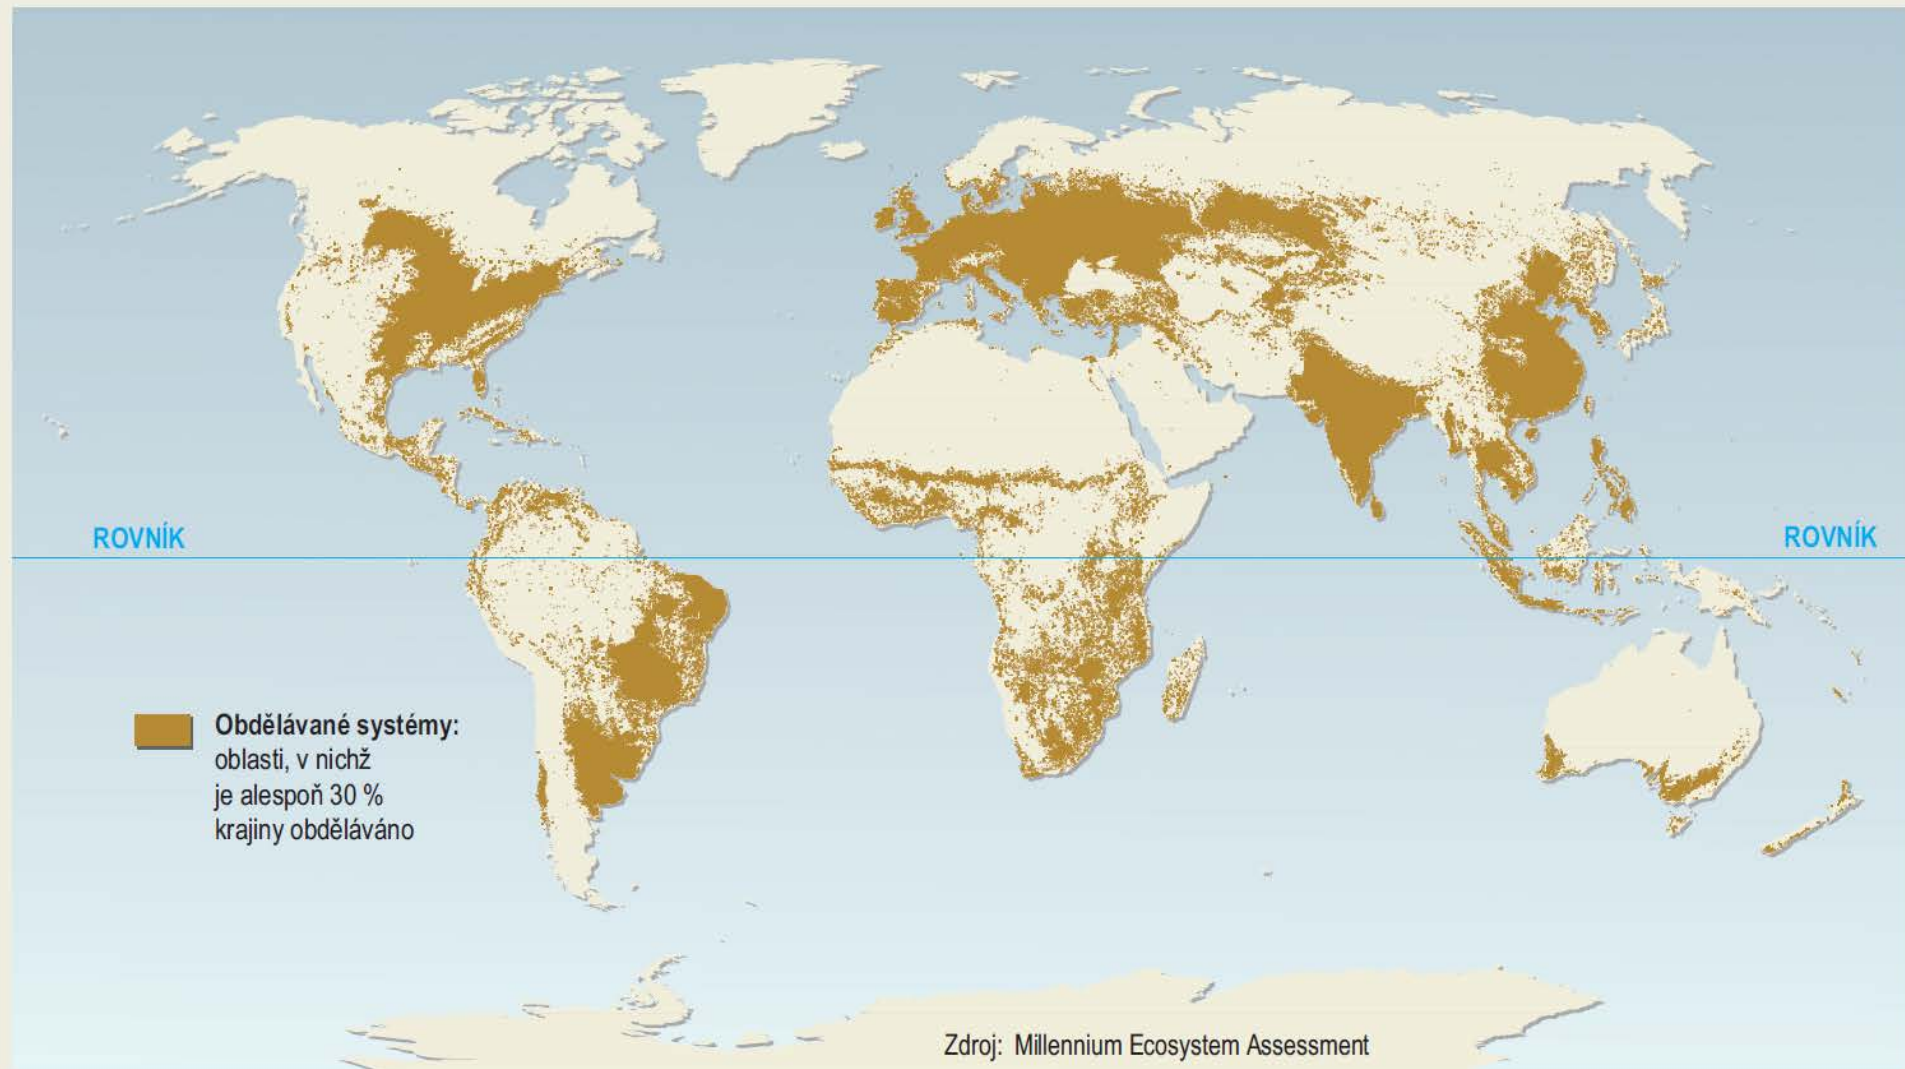 ROVNÍK
ROVNÍK
Obdělávané systémy:
oblasti, v nichž
je alespoň 30 %
krajiny obděláváno
Zdroj: Millennium Ecosystem Assessment